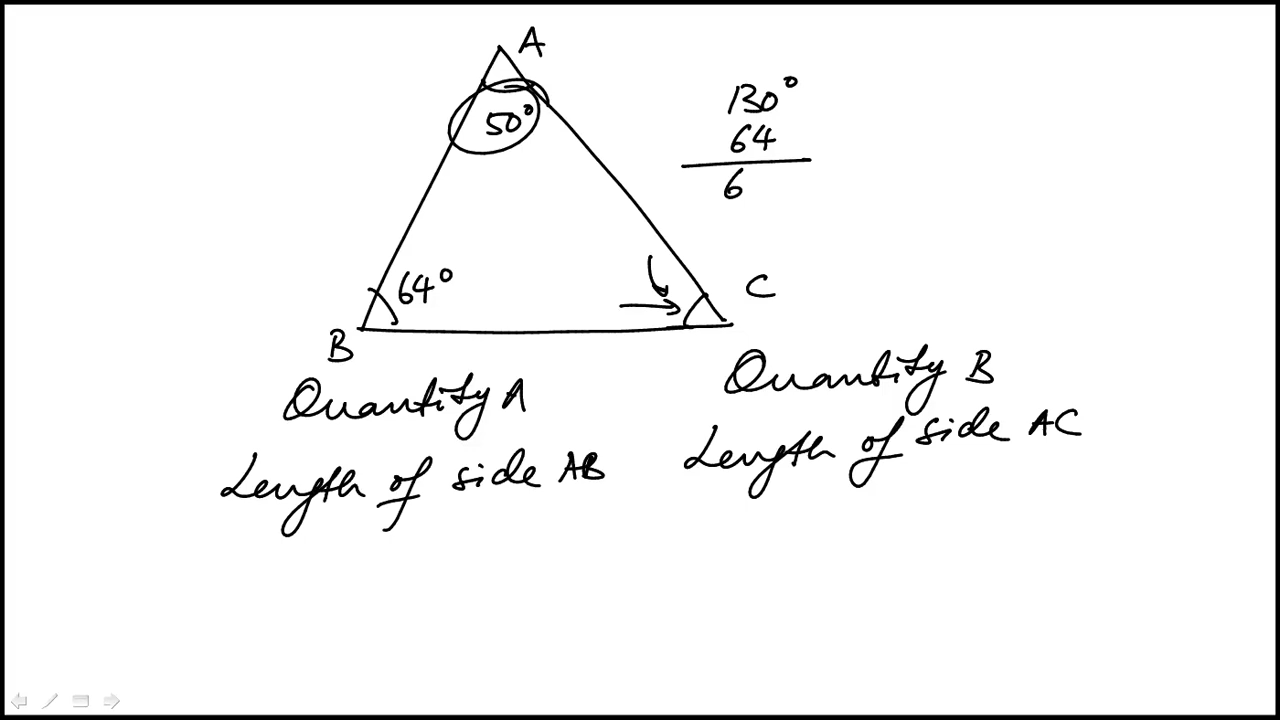 A
50°
130°
64
6
64°
C
B
Quantity A
Quantity B
Length of side AB
Length of side AC